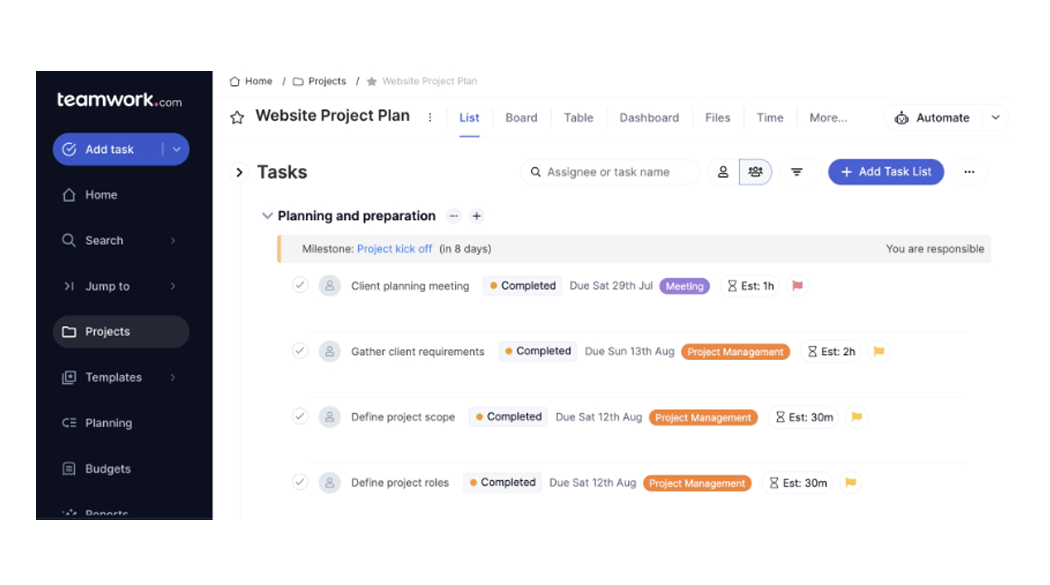 teamwork.com
Add task
Home
Search
Jump to
Projects
Templates
Planning
Budgets
Reports
Home / Projects / Website Project Plan
Website Project Plan
List
Board
Table
Dashboard
Files
Time
More...
Automate
Tasks
Assignee or task name
+ Add Task List
Planning and preparation
Milestone: Project kick off (in 8 days) You are responsible
Client planning meeting Completed Due Sat 29th Jul Meeting Est: 1h
Gather client requirements Completed Due Sun 13th Aug Project Management Est: 2h
Define project scope Completed Due Sat 12th Aug Project Management Est: 30m
Define project roles Completed Due Sat 12th Aug Project Management Est: 30m